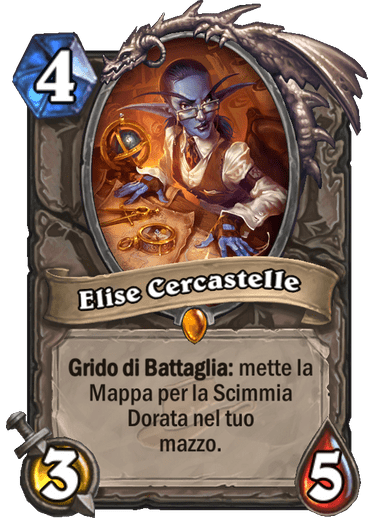 4
Elise Cercastelle
Grido di Battaglia: mette la
Mappa per la Scimmia
Dorata nel tuo
mazzo.
3
5